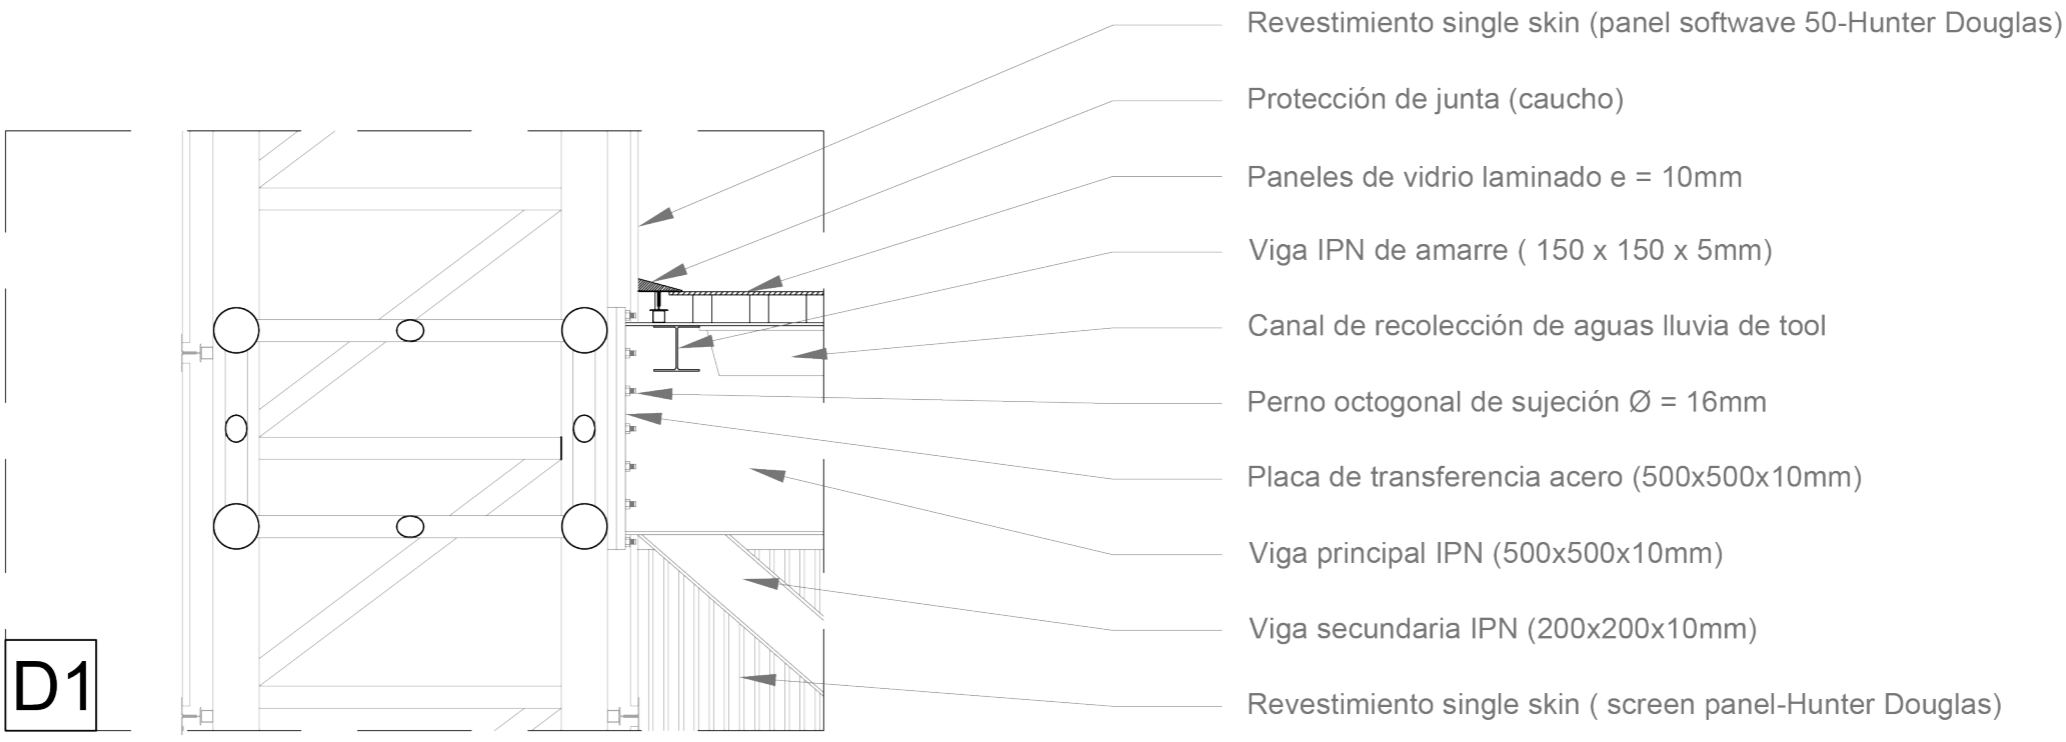 Revestimiento single skin (panel softwave 50-Hunter Douglas)
Protección de junta (caucho)
Paneles de vidrio laminado e = 10mm
Viga IPN de amarre ( 150 x 150 x 5mm)
Canal de recolección de aguas lluvia de tool
Perno octogonal de sujeción Ø = 16mm
Placa de transferencia acero (500x500x10mm)
Viga principal IPN (500x500x10mm)
Viga secundaria IPN (200x200x10mm)
Revestimiento single skin ( screen panel-Hunter Douglas)
D1